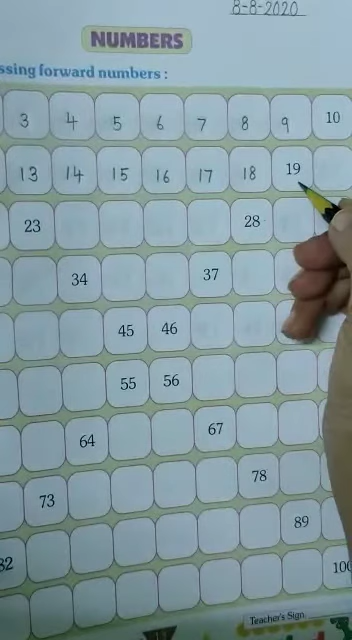 8-8-2020
NUMBERS
ssing forward numbers :
3 4 5 6 7 8 9 10
13 14 15 16 17 18 19
23 28
34 37
45 46
55 56
64 67
73 78
89
32 100
Teacher's Sign.